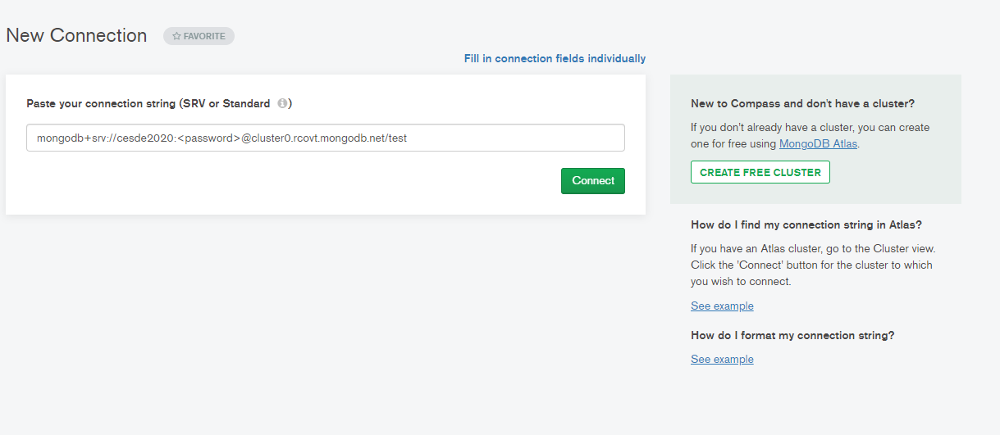 New Connection
FAVORITE
Fill in connection fields individually
Paste your connection string (SRV or Standard )
mongodb+srv://cesde2020:<password>@cluster0.rcovt.mongodb.net/test
Connect
New to Compass and don't have a cluster?
If you don't already have a cluster, you can create
one for free using MongoDB Atlas.
CREATE FREE CLUSTER
How do I find my connection string in Atlas?
If you have an Atlas cluster, go to the Cluster view.
Click the 'Connect' button for the cluster to which
you wish to connect.
See example
How do I format my connection string?
See example